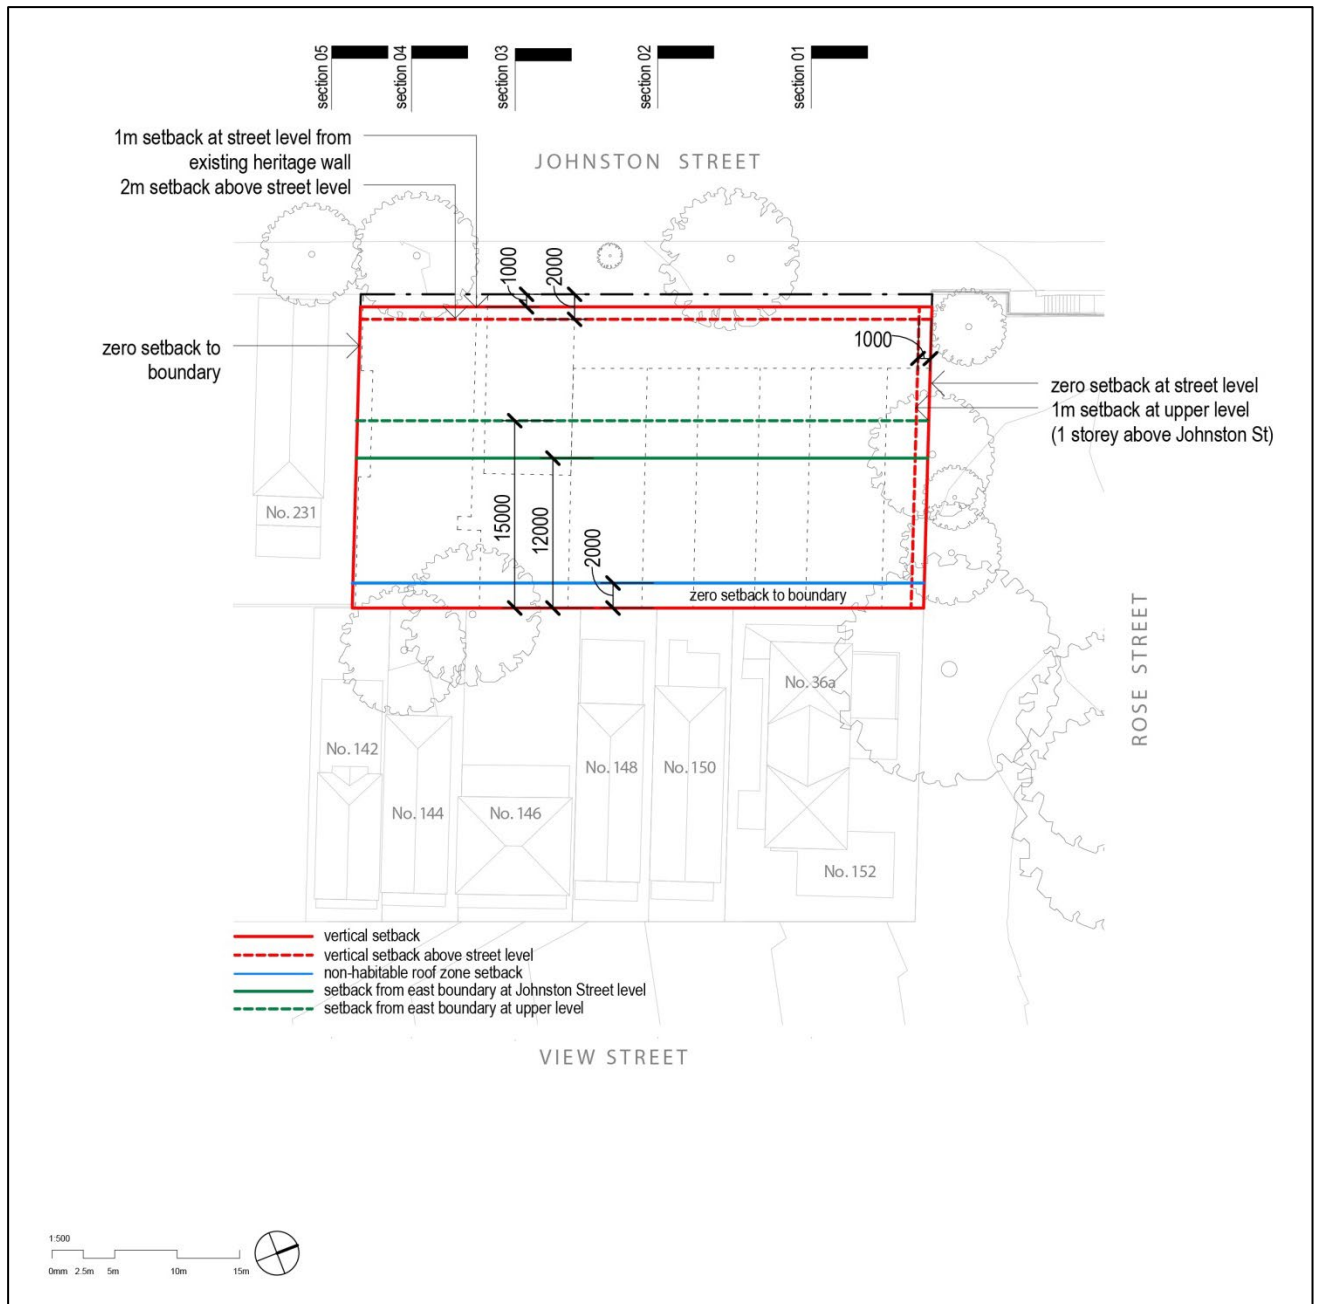 section 05
section 04
section 03
section 02
section 01
1m setback at street level from
existing heritage wall
2m setback above street level
JOHNSTON STREET
1000
2000
zero setback to
boundary
1000
zero setback at street level
1m setback at upper level
(1 storey above Johnston St)
No. 231
15000
12000
2000
zero setback to boundary
ROSE STREET
No. 142
No. 144
No. 146
No. 148
No. 150
No. 36a
No. 152
vertical setback
vertical setback above street level
non-habitable roof zone setback
setback from east boundary at Johnston Street level
setback from east boundary at upper level
VIEW STREET
1:500
0mm 2.5m 5m 10m 15m